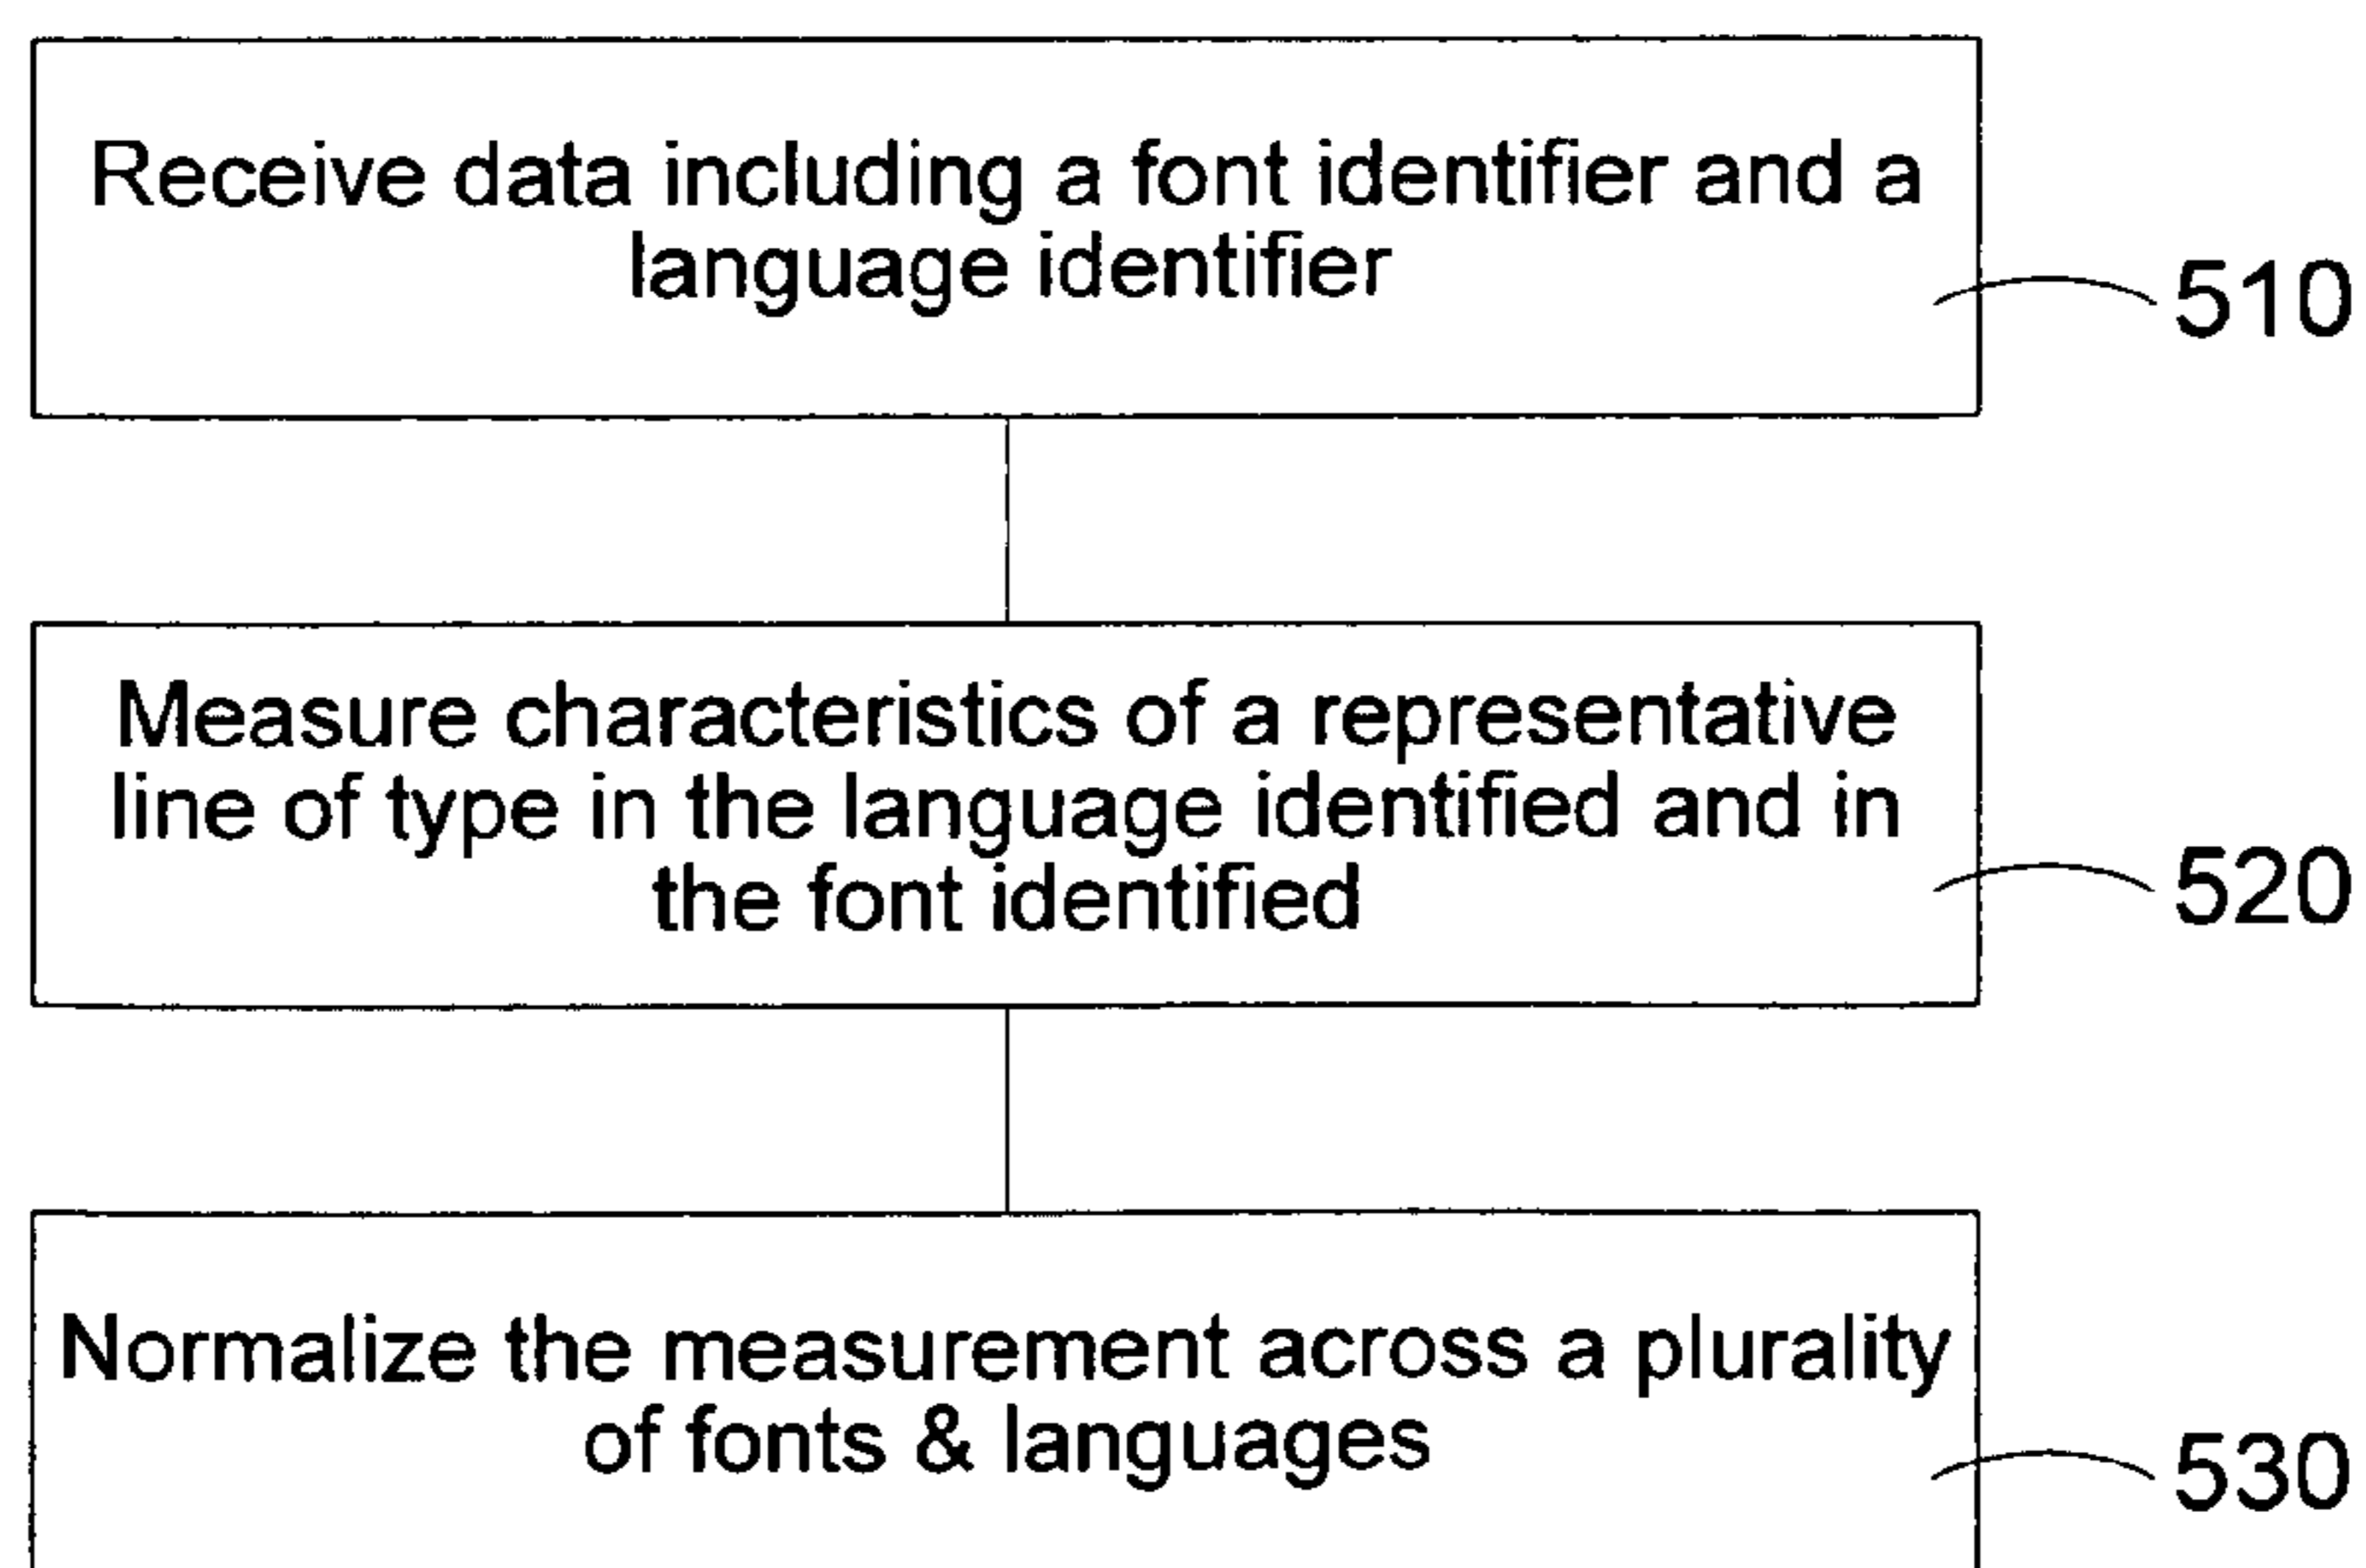 Receive data including a font identifier and a
language identifier
510
Measure characteristics of a representative
line of type in the language identified and in
the font identified
520
Normalize the measurement across a plurality
of fonts & languages
530